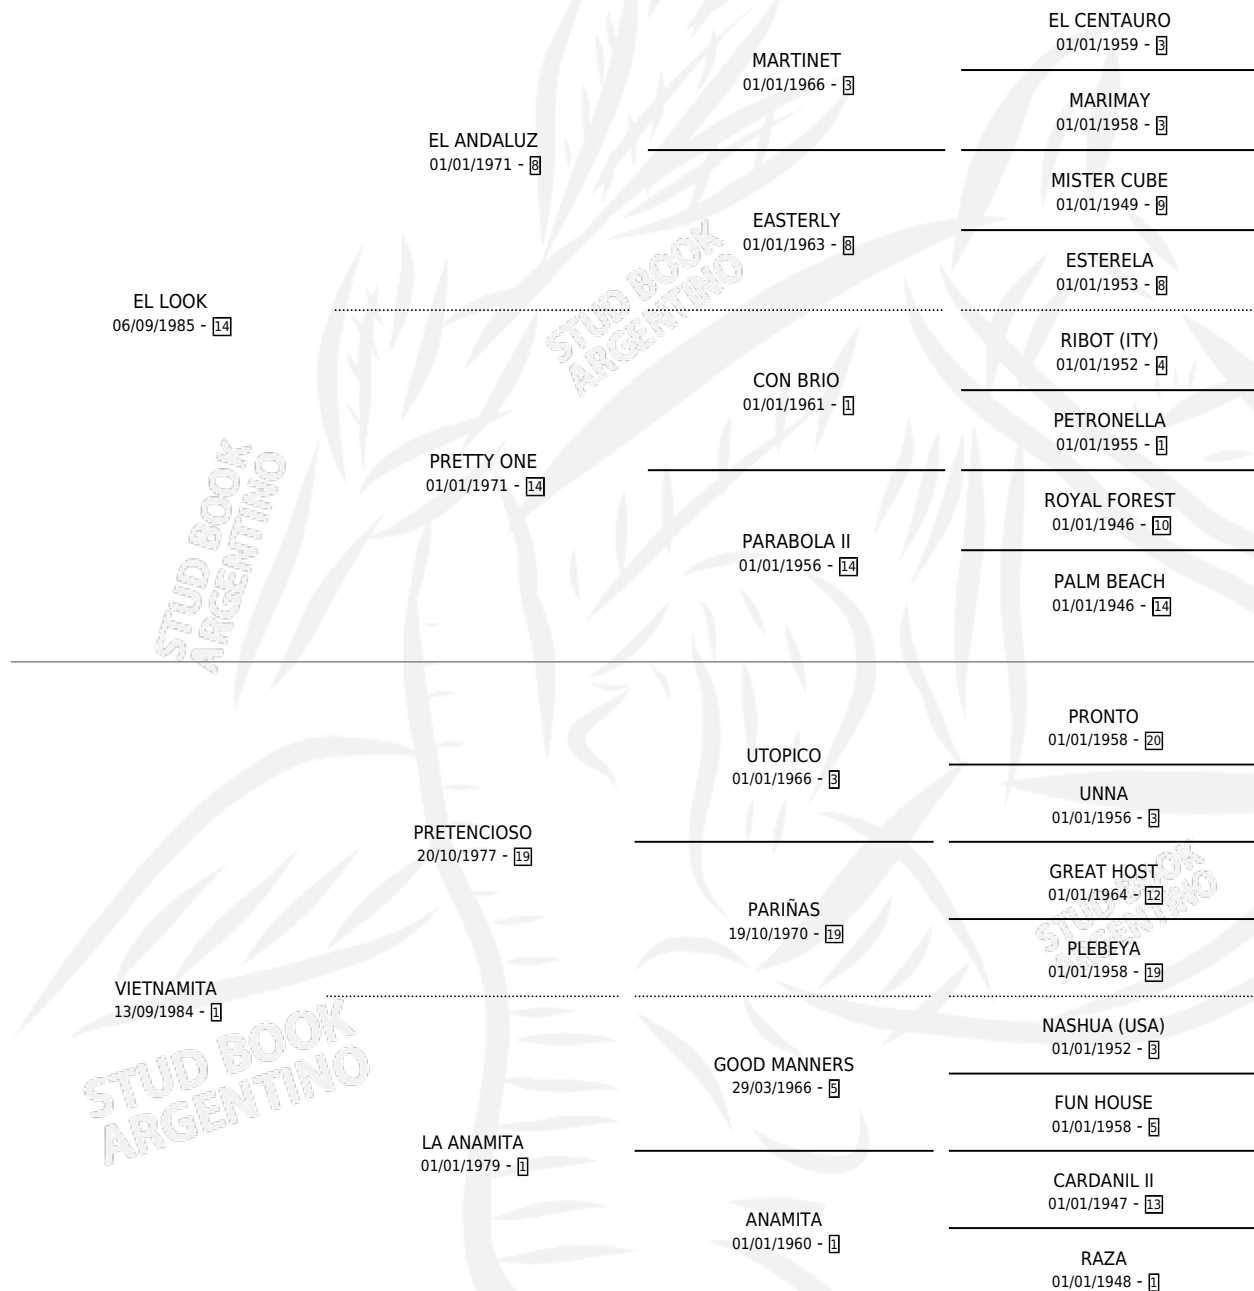 EL CENTAURO
01/01/1959 - 3
MARTINET
01/01/1966 - 3
MARIMAY
01/01/1958 - 3
EL ANDALUZ
01/01/1971 - 8
MISTER CUBE
01/01/1949 - 9
EASTERLY
01/01/1963 - 8
ESTERELA
01/01/1953 - 8
STUD BOOK
ARGENTINO
EL LOOK
06/09/1985 - 14
RIBOT (ITY)
01/01/1952 - 4
CON BRIO
01/01/1961 - 1
PETRONELLA
01/01/1955 - 1
PRETTY ONE
01/01/1971 - 14
ROYAL FOREST
01/01/1946 - 10
PARABOLA II
01/01/1956 - 14
PALM BEACH
01/01/1946 - 14
STUD BOOK
ARGENTINO
PRONTO
01/01/1958 - 20
UTOPICO
01/01/1966 - 3
UNNA
01/01/1956 - 3
PRETENCIOSO
20/10/1977 - 19
GREAT HOST
01/01/1964 - 12
PARIÑAS
19/10/1970 - 19
PLEBEYA
01/01/1958 - 19
STUD BOOK
ARGENTINO
VIETNAMITA
13/09/1984 - 1
NASHUA (USA)
01/01/1952 - 3
GOOD MANNERS
29/03/1966 - 5
FUN HOUSE
01/01/1958 - 5
STUD BOOK
ARGENTINO
LA ANAMITA
01/01/1979 - 1
CARDANIL II
01/01/1947 - 13
ANAMITA
01/01/1960 - 1
RAZA
01/01/1948 - 1